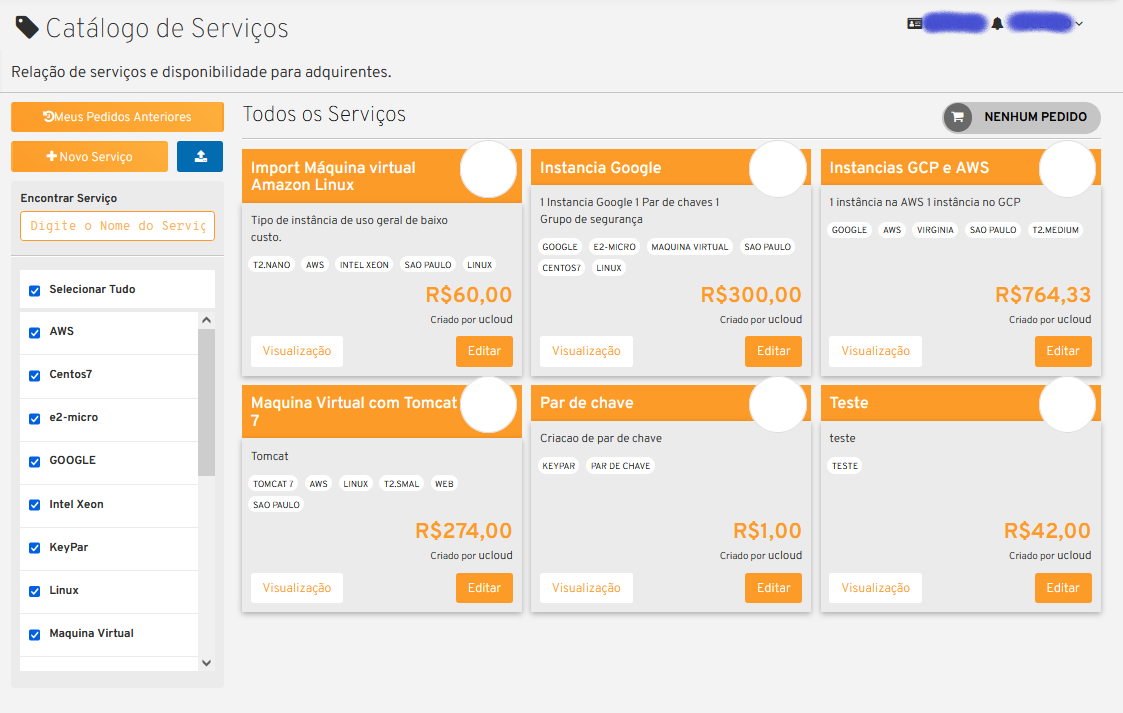 Catálogo de Serviços
Relação de serviços e disponibilidade para adquirentes.
Meus Pedidos Anteriores
Novo Serviço
Encontrar Serviço
Digite o Nome do Serviç
Selecionar Tudo
AWS
Centos7
e2-micro
GOOGLE
Intel Xeon
KeyPar
Linux
Maquina Virtual
Todos os Serviços
NENHUM PEDIDO
Import Máquina virtual
Amazon Linux
Tipo de instância de uso geral de baixo
custo.
T2.NANO AWS INTEL XEON SAO PAULO LINUX
R$60,00
Criado por ucloud
Visualização Editar
Instancia Google
1 Instancia Google 1 Par de chaves 1
Grupo de segurança
GOOGLE E2-MICRO MAQUINA VIRTUAL SAO PAULO
CENTOS7 LINUX
R$300,00
Criado por ucloud
Visualização Editar
Instancias GCP e AWS
1 instância na AWS 1 instância no GCP
GOOGLE AWS VIRGINIA SAO PAULO T2.MEDIUM
R$764,33
Criado por ucloud
Visualização Editar
Maquina Virtual com Tomcat
7
Tomcat
TOMCAT 7 AWS LINUX T2.SMAL WEB
SAO PAULO
R$274,00
Criado por ucloud
Visualização Editar
Par de chave
Criacao de par de chave
KEYPAR PAR DE CHAVE
R$1,00
Criado por ucloud
Visualização Editar
Teste
teste
TESTE
R$42,00
Criado por ucloud
Visualização Editar